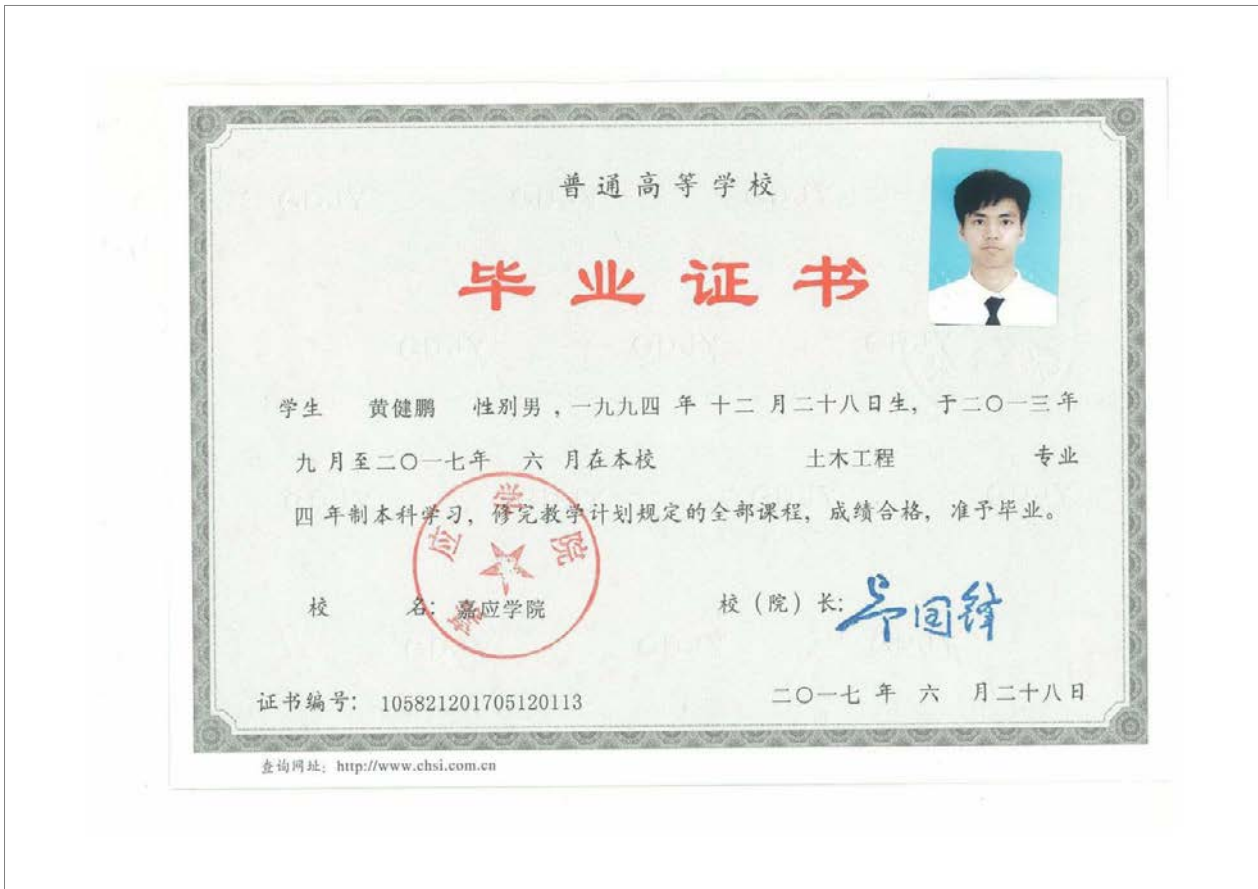 普通高等学校
毕业证书
学生 黄健鹏 性别男，一九九四 年 十二 月二十八日生，于二〇一三年
九 月至二〇一七年 六 月在本校 土木工程 专业
四 年制本科学习，修完教学计划规定的全部课程，成绩合格，准予毕业。
校 名：嘉应学院 校（院）长：
嘉应学院
证书编号：105821201705120113 二〇一七 年 六 月二十八日
查询网址：http://www.chsi.com.cn